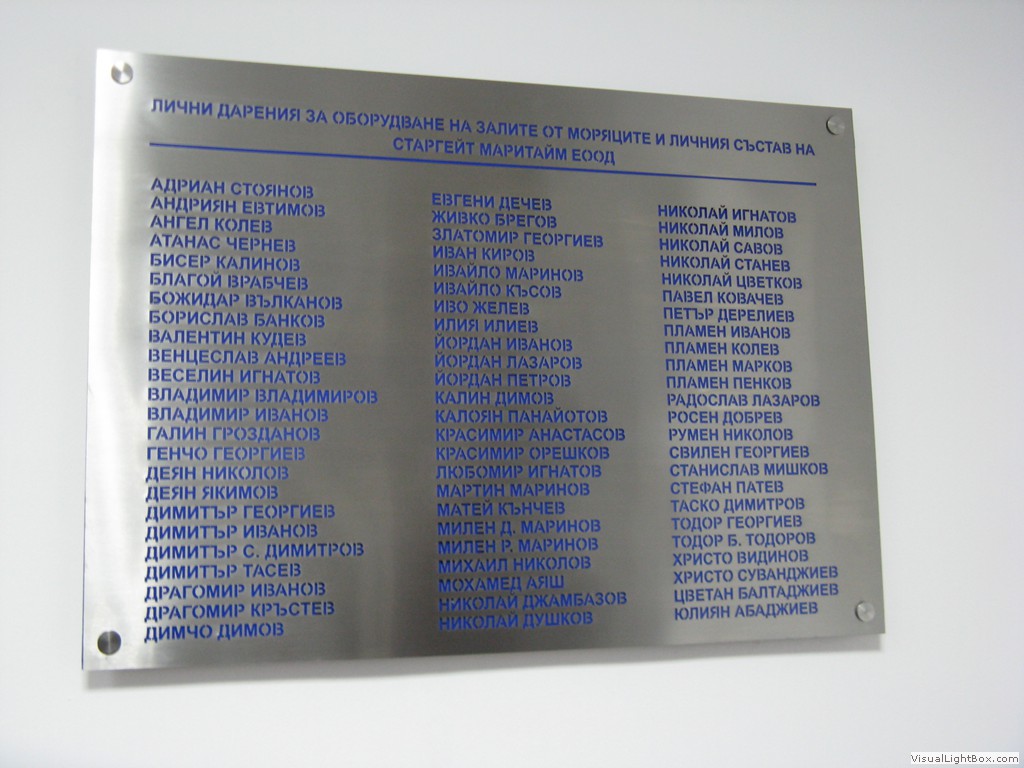 ЛИЧНИ ДАРЕНИЯ ЗА ОБОРУДВАНЕ НА ЗАЛИТЕ ОТ МОРЯЦИТЕ И ЛИЧНИЯ СЪСТАВ НА
СТАРГЕЙТ МАРИТАЙМ ЕООД
АДРИАН СТОЯНОВ
АНДРИЯН ЕВТИМОВ
АНГЕЛ КОЛЕВ
АТАНАС ЧЕРНЕВ
БИСЕР КАЛИНОВ
БЛАГОЙ ВРАБЧЕВ
БОЖИДАР ВЪЛКАНОВ
БОРИСЛАВ БАНКОВ
ВАЛЕНТИН КУДЕВ
ВЕНЦЕСЛАВ АНДРЕЕВ
ВЕСЕЛИН ИГНАТОВ
ВЛАДИМИР ВЛАДИМИРОВ
ВЛАДИМИР ИВАНОВ
ГАЛИН ГРОЗДАНОВ
ГЕНЧО ГЕОРГИЕВ
ДЕЯН НИКОЛОВ
ДЕЯН ЯКИМОВ
ДИМИТЪР ГЕОРГИЕВ
ДИМИТЪР ИВАНОВ
ДИМИТЪР С. ДИМИТРОВ
ДИМИТЪР ТАСЕВ
ДРАГОМИР ИВАНОВ
ДРАГОМИР КРЪСТЕВ
ДИМЧО ДИМОВ
ЕВГЕНИ ДЕЧЕВ
ЖИВКО БРЕГОВ
ЗЛАТОМИР ГЕОРГИЕВ
ИВАН КИРОВ
ИВАЙЛО МАРИНОВ
ИВАЙЛО КЪСОВ
ИВО ЖЕЛЕВ
ИЛИЯ ИЛИЕВ
ЙОРДАН ИВАНОВ
ЙОРДАН ЛАЗАРОВ
ЙОРДАН ПЕТРОВ
КАЛИН ДИМОВ
КАЛОЯН ПАНАЙОТОВ
КРАСИМИР АНАСТАСОВ
КРАСИМИР ОРЕШКОВ
ЛЮБОМИР ИГНАТОВ
МАРТИН МАРИНОВ
МАТЕЙ КЪНЧЕВ
МИЛЕН Д. МАРИНОВ
МИЛЕН Р. МАРИНОВ
МИХАИЛ НИКОЛОВ
МОХАМЕД АЯШ
НИКОЛАЙ ДЖАМБАЗОВ
НИКОЛАЙ ДУШКОВ
НИКОЛАЙ ИГНАТОВ
НИКОЛАЙ МИЛОВ
НИКОЛАЙ САВОВ
НИКОЛАЙ СТАНЕВ
НИКОЛАЙ ЦВЕТКОВ
ПАВЕЛ КОВАЧЕВ
ПЕТЪР ДЕРЕЛИЕВ
ПЛАМЕН ИВАНОВ
ПЛАМЕН КОЛЕВ
ПЛАМЕН МАРКОВ
ПЛАМЕН ПЕНКОВ
РАДОСЛАВ ЛАЗАРОВ
РОСЕН ДОБРЕВ
РУМЕН НИКОЛОВ
СВИЛЕН ГЕОРГИЕВ
СТАНИСЛАВ МИШКОВ
СТЕФАН ПАТЕВ
ТАСКО ДИМИТРОВ
ТОДОР ГЕОРГИЕВ
ТОДОР Б. ТОДОРОВ
ХРИСТО ВИДИНОВ
ХРИСТО СУВАНДЖИЕВ
ЦВЕТАН БАЛТАДЖИЕВ
ЮЛИЯН АБАДЖИЕВ
VisualLightBox.com